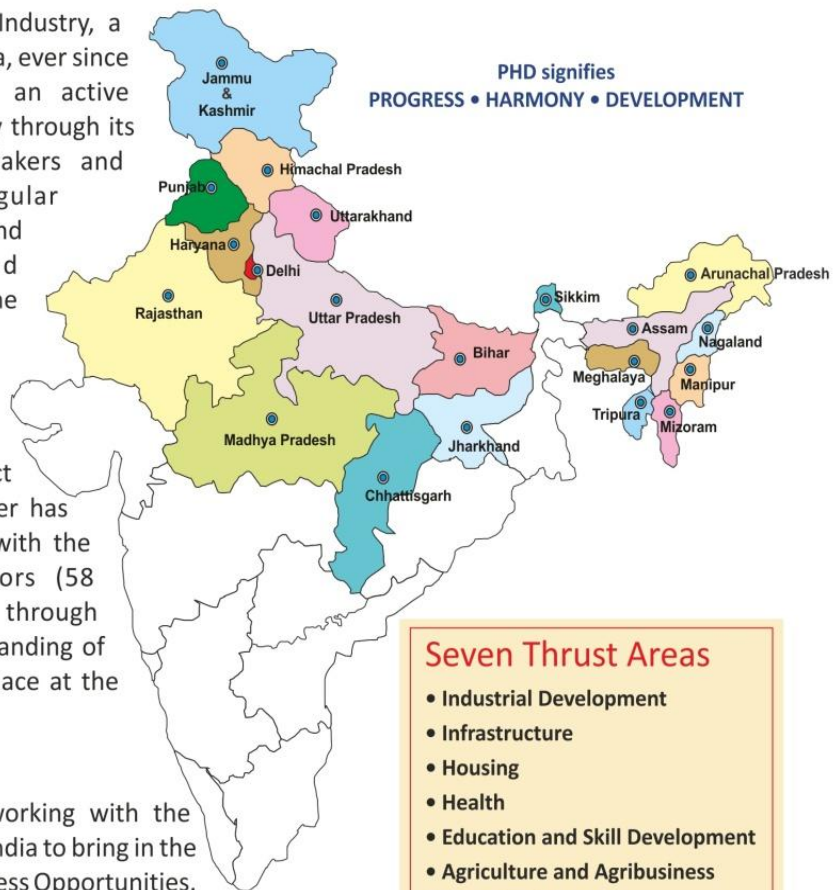 Industry, a
ever since
an active
through its
akers and
gular
with the
ors (58
through
anding of
ace at the
working with the
ndia to bring in the
ess Opportunities.
PHD signifies
PROGRESS • HARMONY • DEVELOPMENT
Jammu
&
Kashmir
Himachal Pradesh
Punjab
Uttarakhand
Haryana
Delhi
Rajasthan
Uttar Pradesh
Bihar
Sikkim
Arunachal Pradesh
Assam
Nagaland
Meghalaya
Manipur
Tripura
Mizoram
Madhya Pradesh
Jharkhand
Chhattisgarh
er has
Seven Thrust Areas
• Industrial Development
• Infrastructure
• Housing
• Health
• Education and Skill Development
• Agriculture and Agribusiness